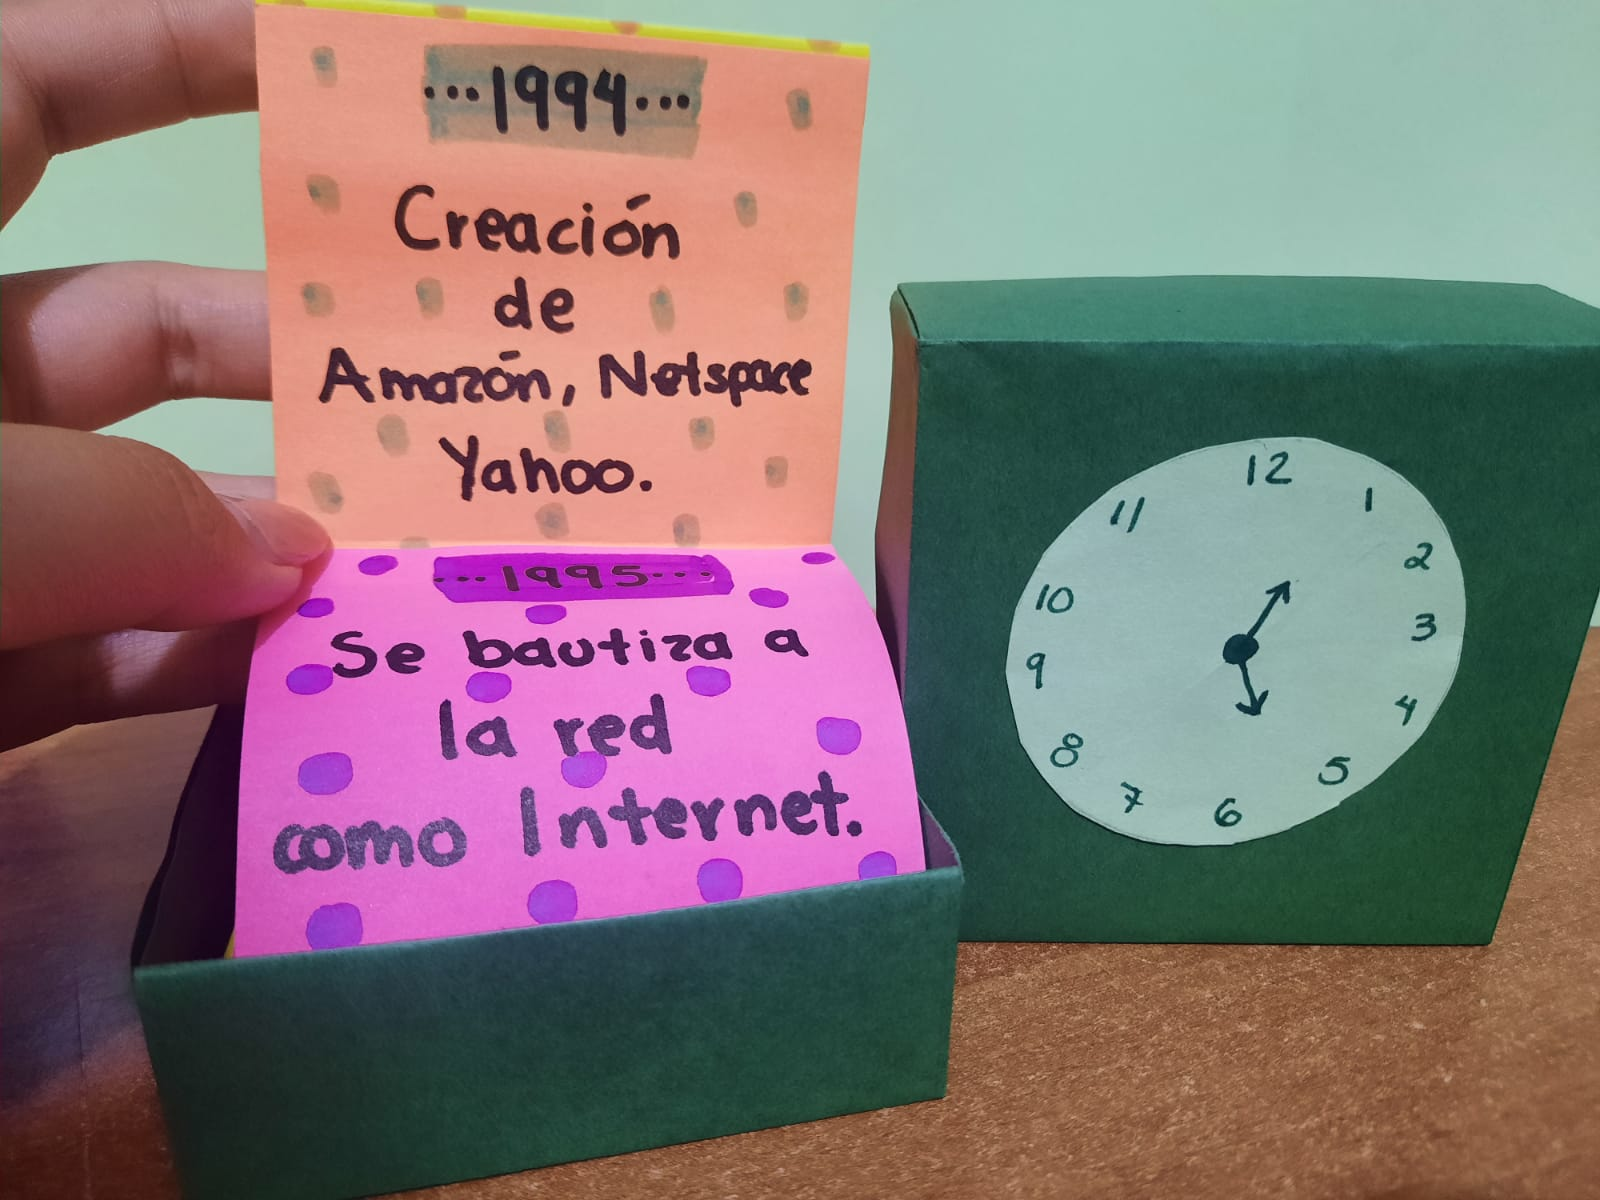 ...1994...
Creación
de
Amazón, Netspace
Yahoo.
...1995...
Se bautiza a
la red
como Internet.
12
1
2
3
4
5
6
7
8
9
10
11